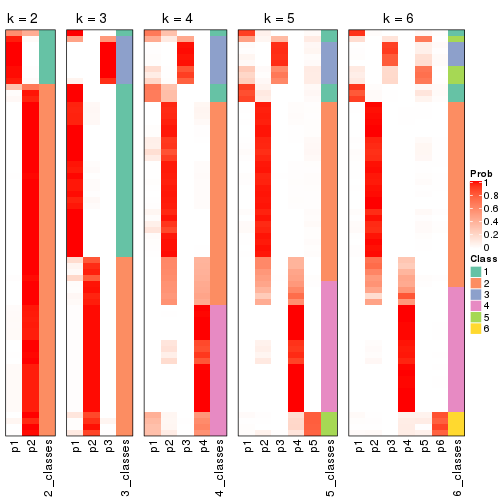 k = 2
k = 3
k = 4
k = 5
k = 6
Prob
1
0.8
0.6
0.4
0.2
0
Class
1
2
3
4
5
6
p1
p2
2_classes
p1
p2
p3
3_classes
p1
p2
p3
p4
4_classes
p1
p2
p3
p4
p5
5_classes
p1
p2
p3
p4
p5
p6
6_classes